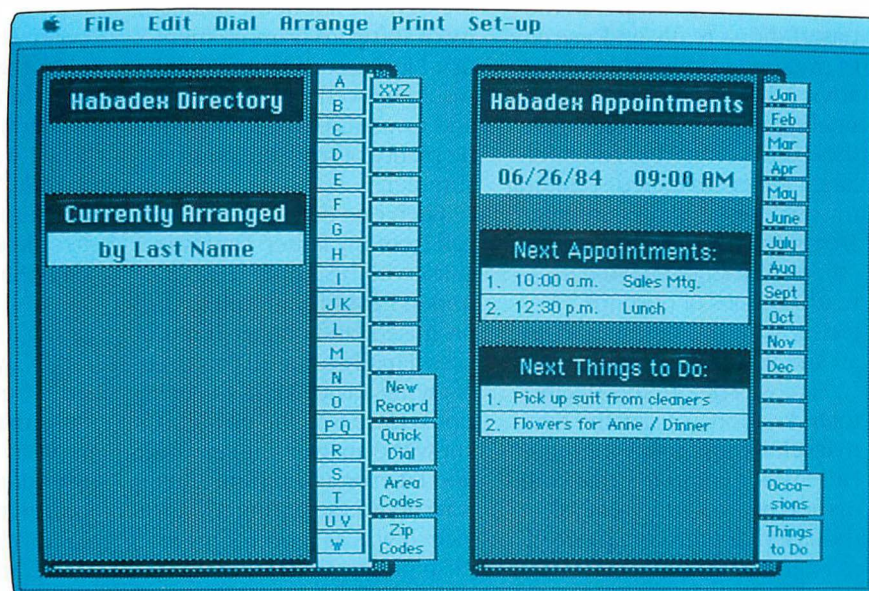 File Edit Dial Arrange Print Set-up
Habadex Directory
Currently Arranged
by Last Name
A
B
C
D
E
F
G
H
I
J K
L
M
N
O
P Q
R
S
T
U V
W
XYZ
New
Record
Quick
Dial
Area
Codes
Zip
Codes
Habadex Appointments
06/26/84 09:00 AM
Next Appointments:
1. 10:00 a.m. Sales Mtg.
2. 12:30 p.m. Lunch
Next Things to Do:
1. Pick up suit from cleaners
2. Flowers for Anne / Dinner
Jan
Feb
Mar
Apr
May
June
July
Aug
Sept
Oct
Nov
Dec
Occa-
sions
Things
to Do